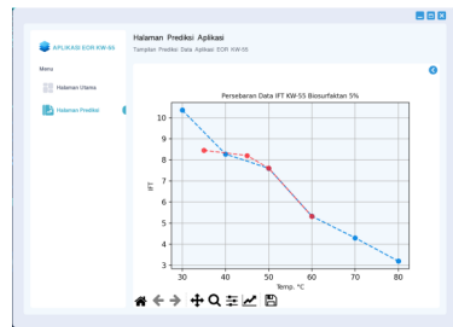 APLIKASI EOR KW-55
Menu
Halaman Utama
Halaman Prediksi
Halaman Prediksi Aplikasi
Tampilan Prediksi Data Aplikasi EOR KW-55
Persebaran Data IFT KW-55 Biosurfaktan 5%
IFT
10
9
8
7
6
5
4
3
30 40 50 60 70 80
Temp. °C